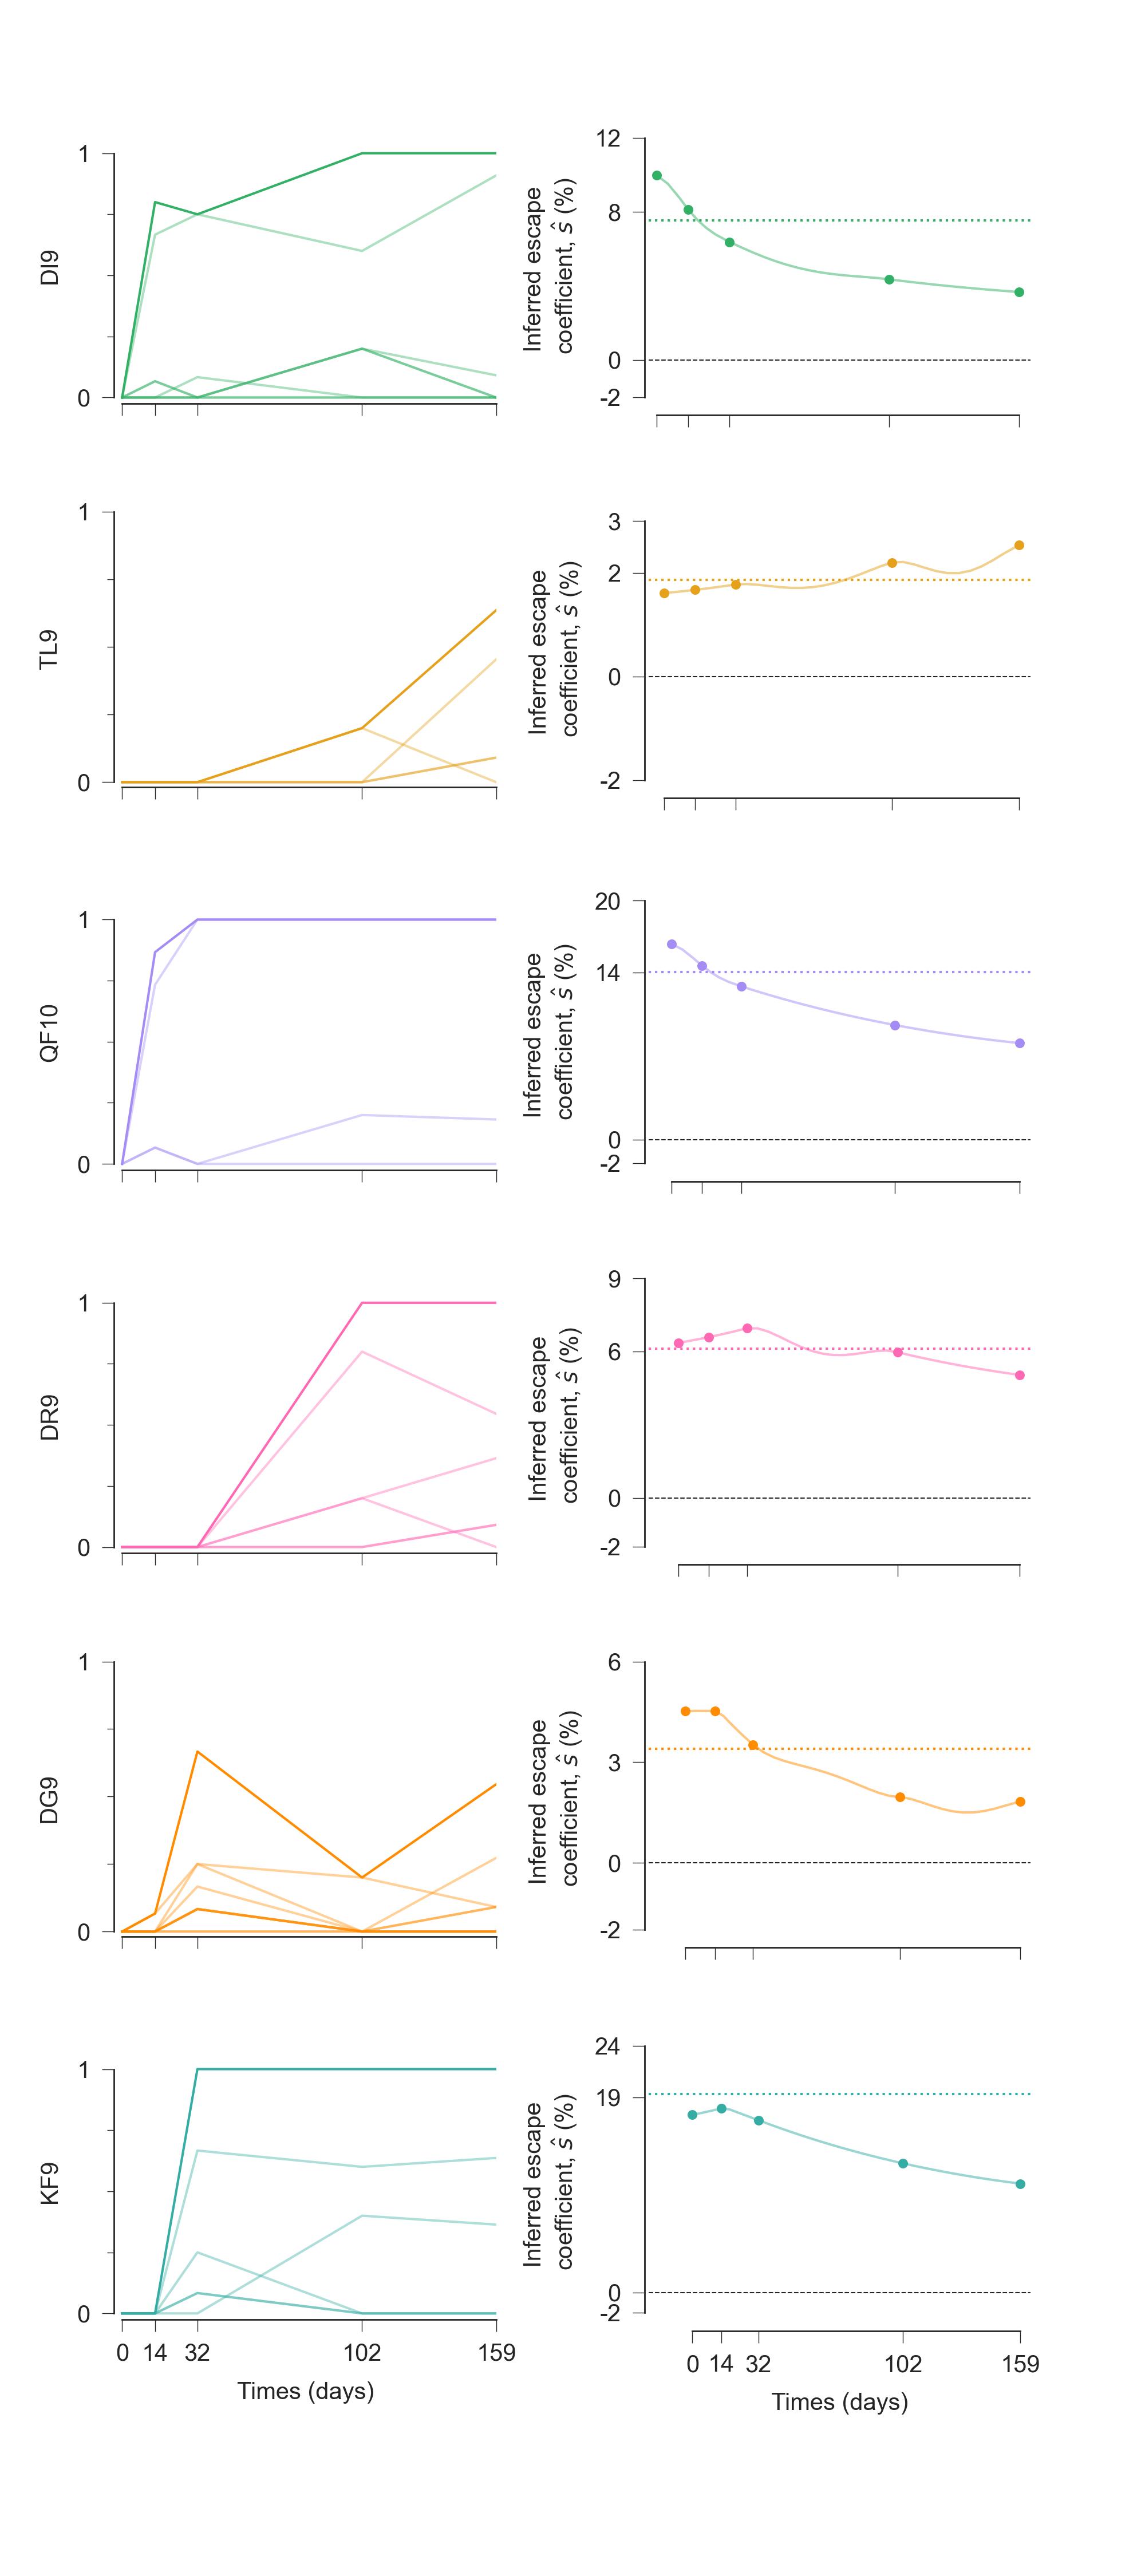 DI9
1
0
Inferred escape
coefficient, ŝ (%)
12
8
0
-2
TL9
1
0
Inferred escape
coefficient, ŝ (%)
3
2
0
-2
QF10
1
0
Inferred escape
coefficient, ŝ (%)
20
14
0
-2
DR9
1
0
Inferred escape
coefficient, ŝ (%)
9
6
0
-2
DG9
1
0
Inferred escape
coefficient, ŝ (%)
6
3
0
-2
KF9
1
0
0 14 32 102 159
Times (days)
Inferred escape
coefficient, ŝ (%)
24
19
0
-2
0 14 32 102 159
Times (days)